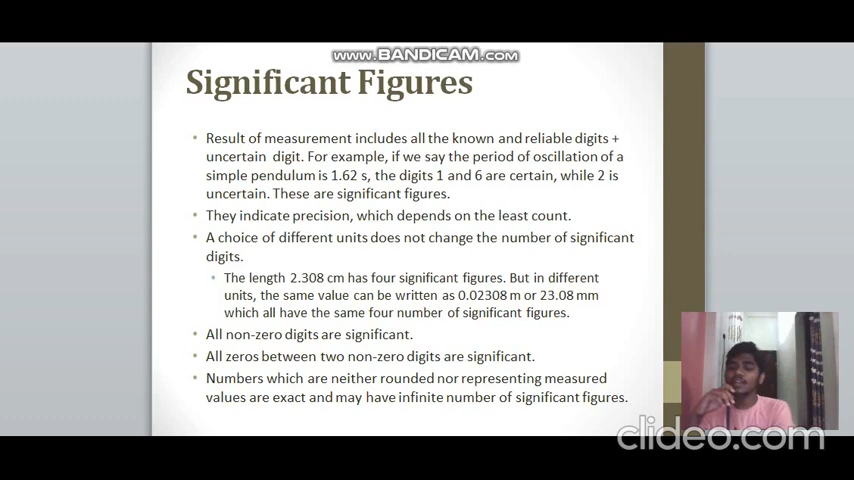 www.BANDICAM.com
Significant Figures
• Result of measurement includes all the known and reliable digits +
uncertain digit. For example, if we say the period of oscillation of a
simple pendulum is 1.62 s, the digits 1 and 6 are certain, while 2 is
uncertain. These are significant figures.
• They indicate precision, which depends on the least count.
• A choice of different units does not change the number of significant
digits.
• The length 2.308 cm has four significant figures. But in different
units, the same value can be written as 0.02308 m or 23.08 mm
which all have the same four number of significant figures.
• All non-zero digits are significant.
• All zeros between two non-zero digits are significant.
• Numbers which are neither rounded nor representing measured
values are exact and may have infinite number of significant figures.
clideo.com